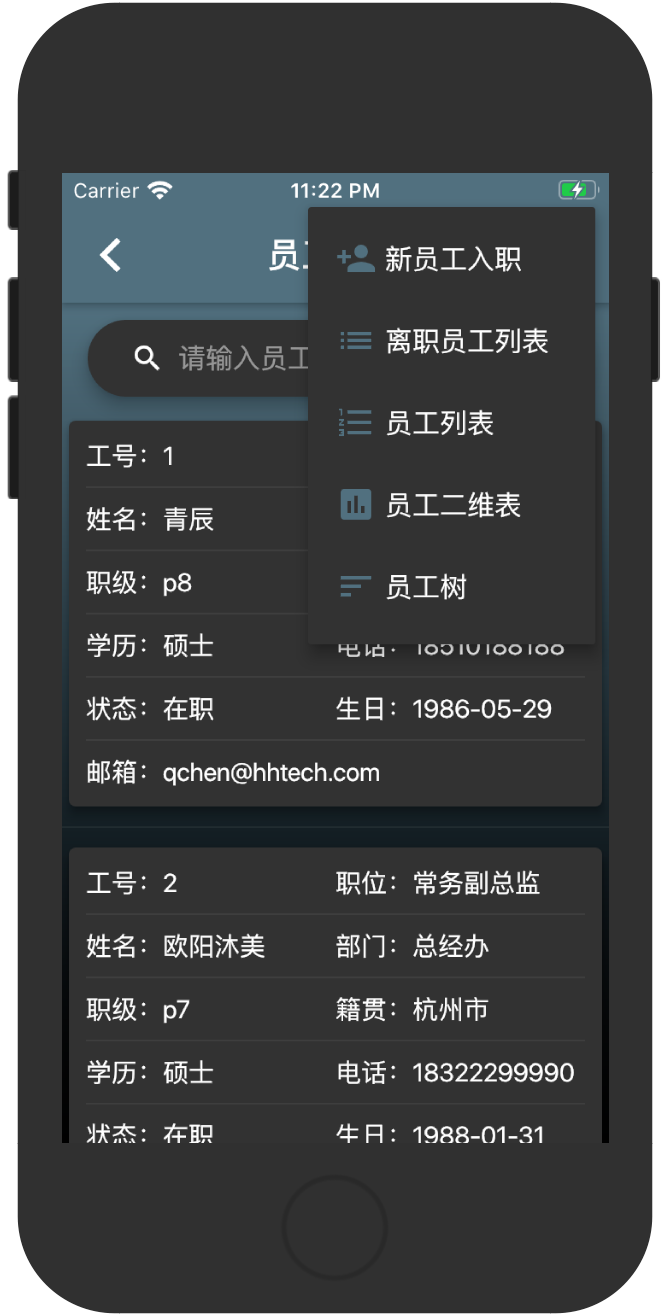 Carrier 11:22 PM
员工
新员工入职
离职员工列表
员工列表
员工二维表
员工树
请输入员工
工号：1
姓名：青辰
职级：p8
学历：硕士 电话：18510188188
状态：在职 生日：1986-05-29
邮箱：qchen@hhtech.com
工号：2 职位：常务副总监
姓名：欧阳沐美 部门：总经办
职级：p7 籍贯：杭州市
学历：硕士 电话：18322299990
状态：在职 生日：1988-01-31